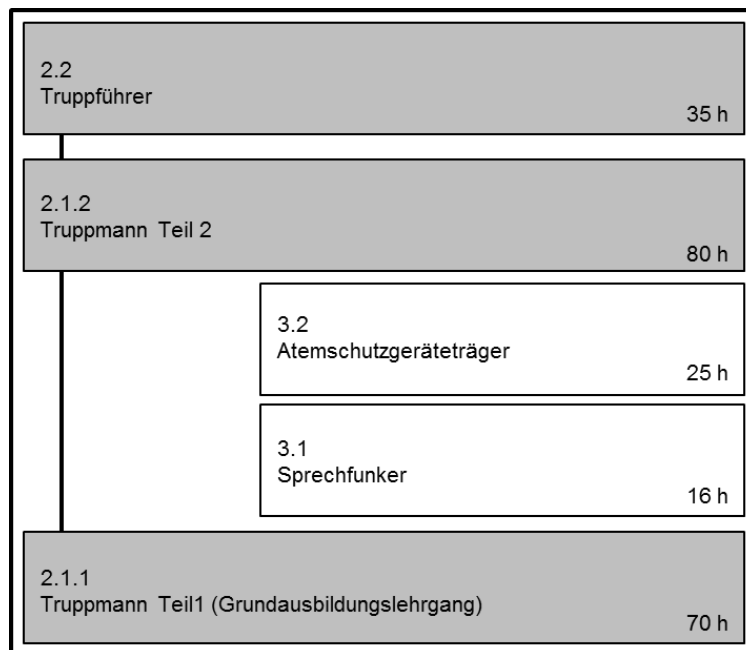 2.2
Truppführer
35 h
2.1.2
Truppmann Teil 2
80 h
3.2
Atemschutzgeräteträger
25 h
3.1
Sprechfunker
16 h
2.1.1
Truppmann Teil1 (Grundausbildungslehrgang)
70 h